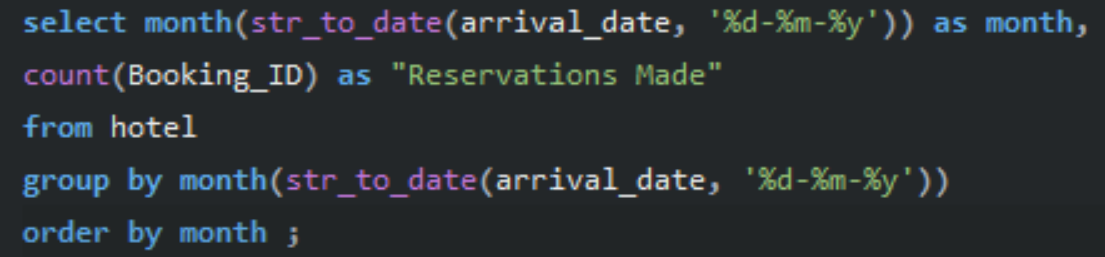 select month(str_to_date(arrival_date, '%d-%m-%y')) as month,
count(Booking_ID) as "Reservations Made"
from hotel
group by month(str_to_date(arrival_date, '%d-%m-%y'))
order by month ;